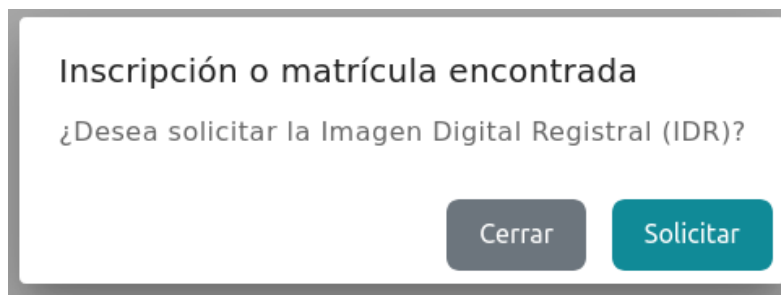 Inscripción o matrícula encontrada
¿Desea solicitar la Imagen Digital Registral (IDR)?
Cerrar Solicitar